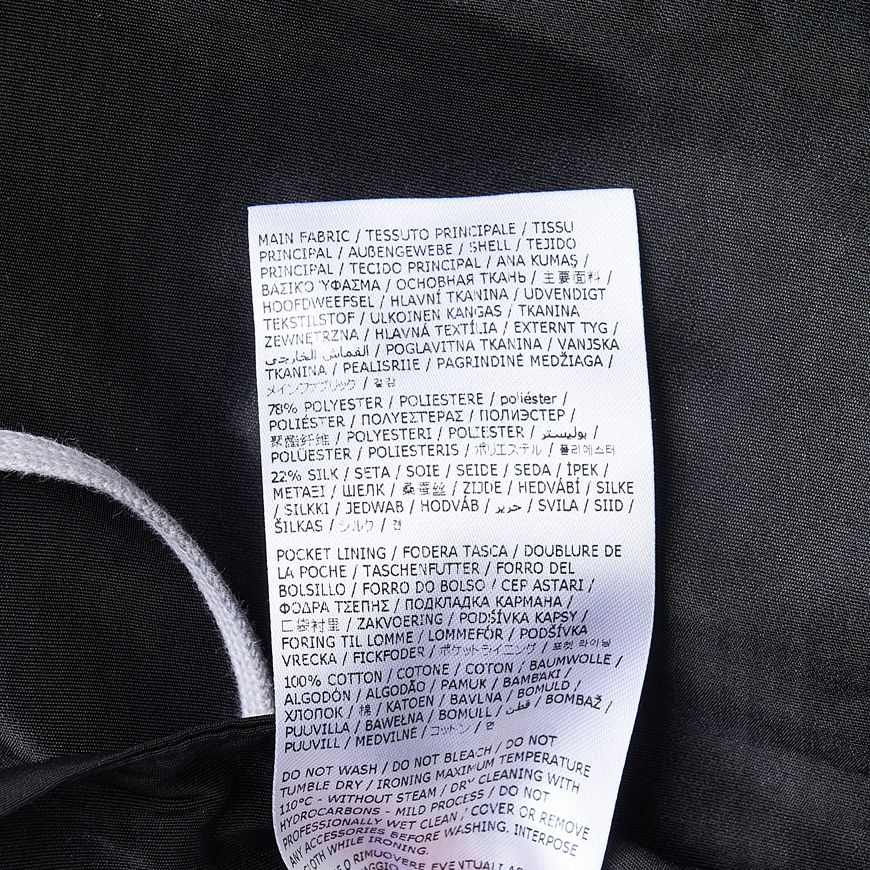 MAIN FABRIC / TESSUTO PRINCIPALE / TISSU
PRINCIPAL / AUßENGEWEBE / SHELL / TEJIDO
PRINCIPAL / TECIDO PRINCIPAL / ANA KUMAŞ /
ΒΑΣΙΚΟ ΎΦΑΣΜΑ / ОСНОВНАЯ ТКАНЬ / 主要面料 /
HOOFDWEEFSEL / HLAVNÍ TKANINA / UDVENDIGT
TEKSTILSTOF / ULKOINEN KANGAS / TKANINA
ZEWNĘTRZNA / HLAVNÁ TEXTÍLIA / EXTERNT TYG /
القماش الخارجي / POGLAVITNA TKANINA / VANJSKA
TKANINA / PEALISRIIE / PAGRINDINĖ MEDŽIAGA /
メインファブリック / 겉감
78% POLYESTER / POLIESTERE / poliéster /
POLIÉSTER / ΠΟΛΥΕΣΤΕΡΑΣ / ПОЛИЭСТЕР /
聚酯纤维 / POLYESTERI / POLIESTER / بوليستر /
POLÜESTER / POLIESTERIS / ポリエステル / 폴리에스터
22% SILK / SETA / SOIE / SEIDE / SEDA / İPEK /
ΜΕΤΑΞΙ / ШЕЛК / 桑蚕丝 / ZIJDE / HEDVÁBÍ / SILKE
/ SILKKI / JEDWAB / HODVÁB / حرير / SVILA / SIID /
ŠILKAS / シルク / 견
POCKET LINING / FODERA TASCA / DOUBLURE DE
LA POCHE / TASCHENFUTTER / FORRO DEL
BOLSILLO / FORRO DO BOLSO / CEP ASTARI /
ΦΟΔΡΑ ΤΣΕΠΗΣ / ПОДКЛАДКА КАРМАНА /
口袋衬里 / ZAKVOERING / PODŠÍVKA KAPSY /
FORING TIL LOMME / LOMMEFÓR / PODŠÍVKA
VRECKA / FICKFODER / ポケットライニング / 포켓 라이닝
100% COTTON / COTONE / COTON / BAUMWOLLE /
ALGODÓN / ALGODÃO / PAMUK / ΒΑΜΒΑΚΙ /
ХЛОПОК / 棉 / KATOEN / BAVLNA / BOMULD /
PUUVILLA / BAWEŁNA / BOMULL / قطن / BOMBAŽ /
PUUVILL / MEDVILNĖ / コットン / 면
DO NOT WASH / DO NOT BLEACH / DO NOT
TUMBLE DRY / IRONING MAXIMUM TEMPERATURE
110°C - WITHOUT STEAM / DRY CLEANING WITH
HYDROCARBONS - MILD PROCESS / DO NOT
PROFESSIONALLY WET CLEAN / COVER OR REMOVE
ANY ACCESSORIES BEFORE WASHING. INTERPOSE
CLOTH WHILE IRONING.
O RIMUOVERE EVENTUALI